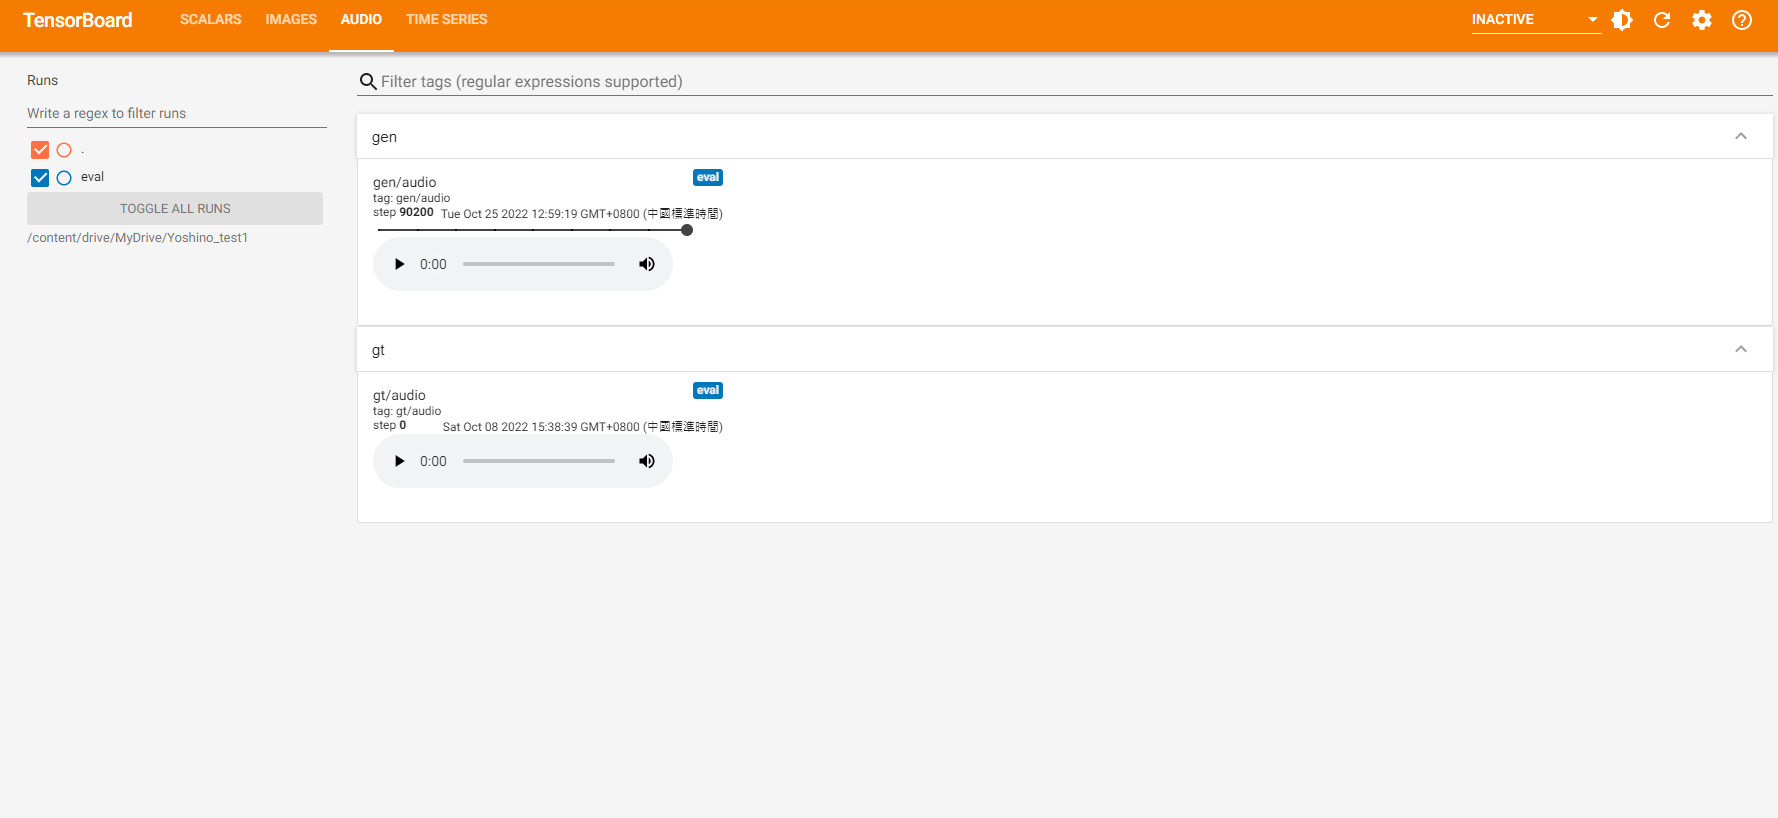 TensorBoard SCALARS IMAGES AUDIO TIME SERIES INACTIVE
Runs
Write a regex to filter runs
.
eval
TOGGLE ALL RUNS
/content/drive/MyDrive/Yoshino_test1
Filter tags (regular expressions supported)
gen
gen/audio eval
tag: gen/audio
step 90200 Tue Oct 25 2022 12:59:19 GMT+0800 (中國標準時間)
0:00
gt
gt/audio eval
tag: gt/audio
step 0 Sat Oct 08 2022 15:38:39 GMT+0800 (中國標準時間)
0:00